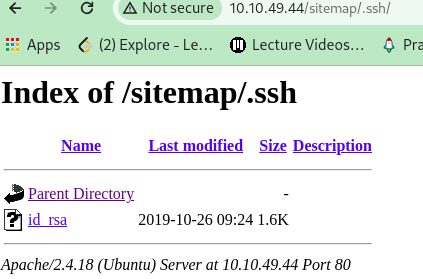 Not secure 10.10.49.44/sitemap/.ssh/
Apps (2) Explore - Le… Lecture Videos… Pra
Index of /sitemap/.ssh
Name Last modified Size Description
Parent Directory -
id_rsa 2019-10-26 09:24 1.6K
Apache/2.4.18 (Ubuntu) Server at 10.10.49.44 Port 80